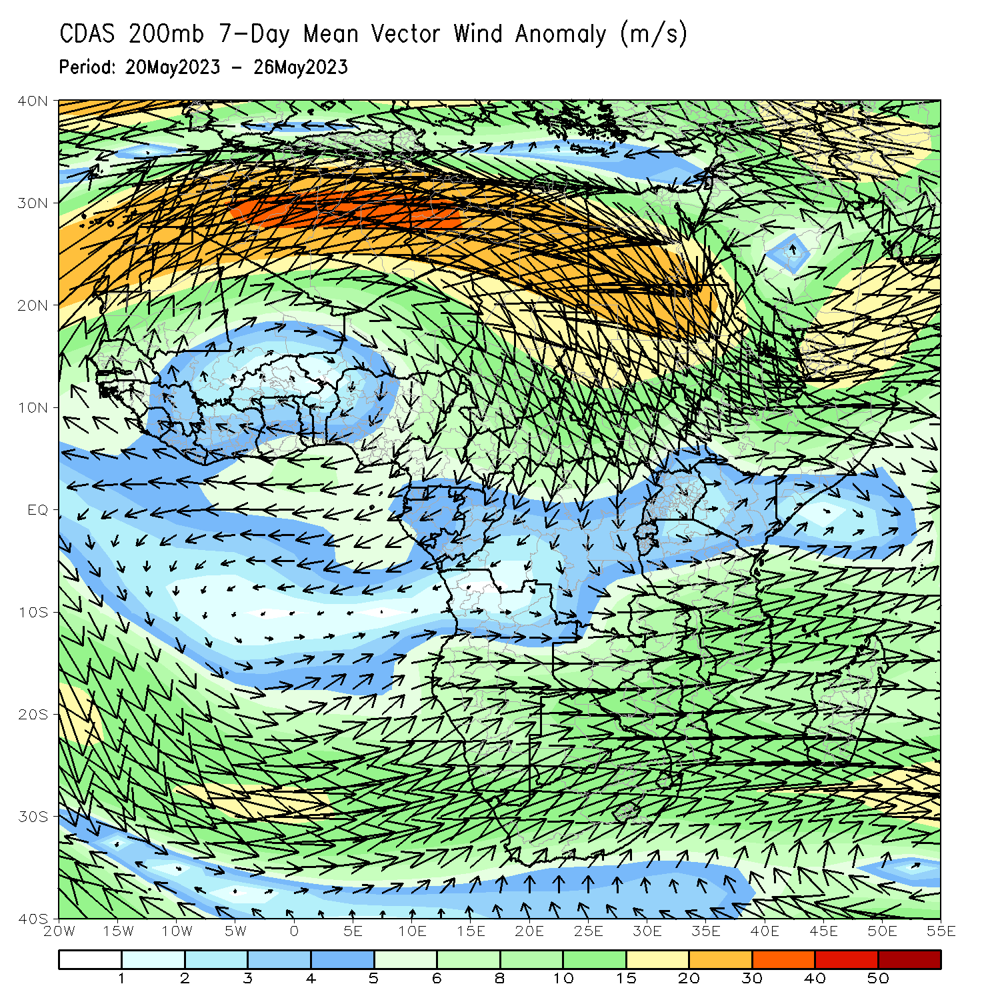 CDAS 200mb 7-Day Mean Vector Wind Anomaly (m/s)
Period: 20May2023 - 26May2023
40N
30N
20N
10N
EQ
10S
20S
30S
40S
20W 15W 10W 5W 0 5E 10E 15E 20E 25E 30E 35E 40E 45E 50E 55E
1 2 3 4 5 6 8 10 15 20 30 40 50